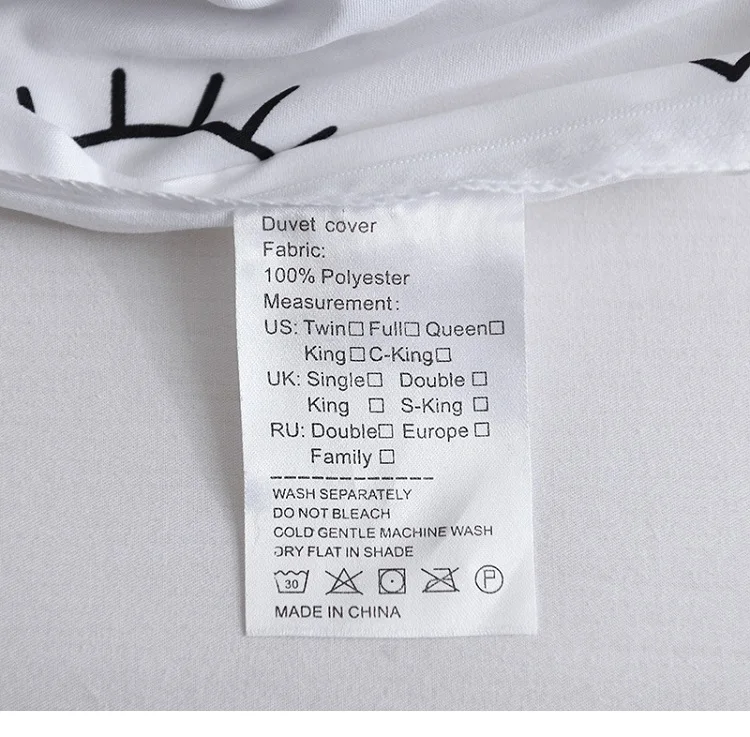 Duvet cover
Fabric:
100% Polyester
Measurement:
US: Twin☐ Full☐ Queen☐
King☐ C-King☐
UK: Single☐ Double ☐
King ☐ S-King ☐
RU: Double☐ Europe ☐
Family ☐
WASH SEPARATELY
DO NOT BLEACH
COLD GENTLE MACHINE WASH
DRY FLAT IN SHADE
30 P
MADE IN CHINA